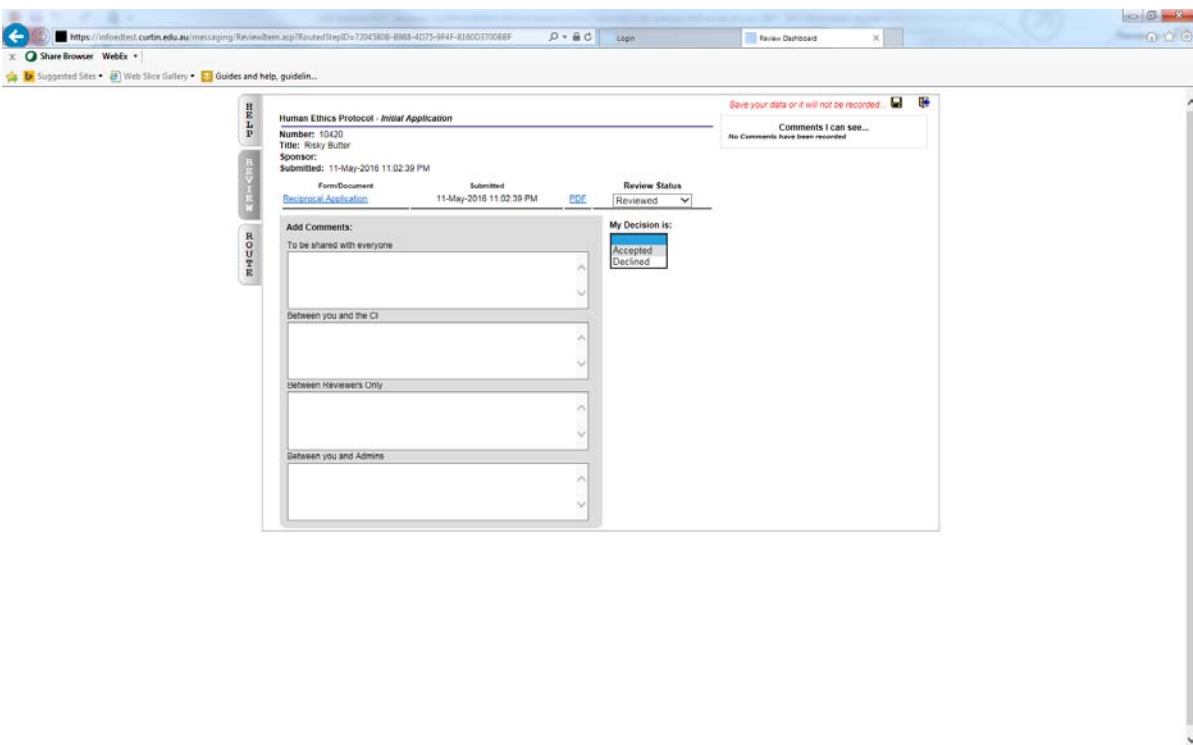 https://infoedtest.curtin.edu.au/messaging/ReviewItem.asp?RoutedStepID=72045808-B988-4D75-9F4F-8160D370DBBF
Login
Review Dashboard
Share Browser WebEx
Suggested Sites Web Slice Gallery Guides and help, guidelin...
HELP
REVIEW
ROUTE
Save your data or it will not be recorded...
Human Ethics Protocol - Initial Application
Comments I can see...
No Comments have been recorded
Number: 10420
Title: Risky Butter
Sponsor:
Submitted: 11-May-2016 11:02:39 PM
Form/Document Submitted Review Status
Reciprocal Application 11-May-2016 11:02:39 PM PDF Reviewed
Add Comments:
My Decision is:
To be shared with everyone
Accepted
Declined
Between you and the CI
Between Reviewers Only
Between you and Admins